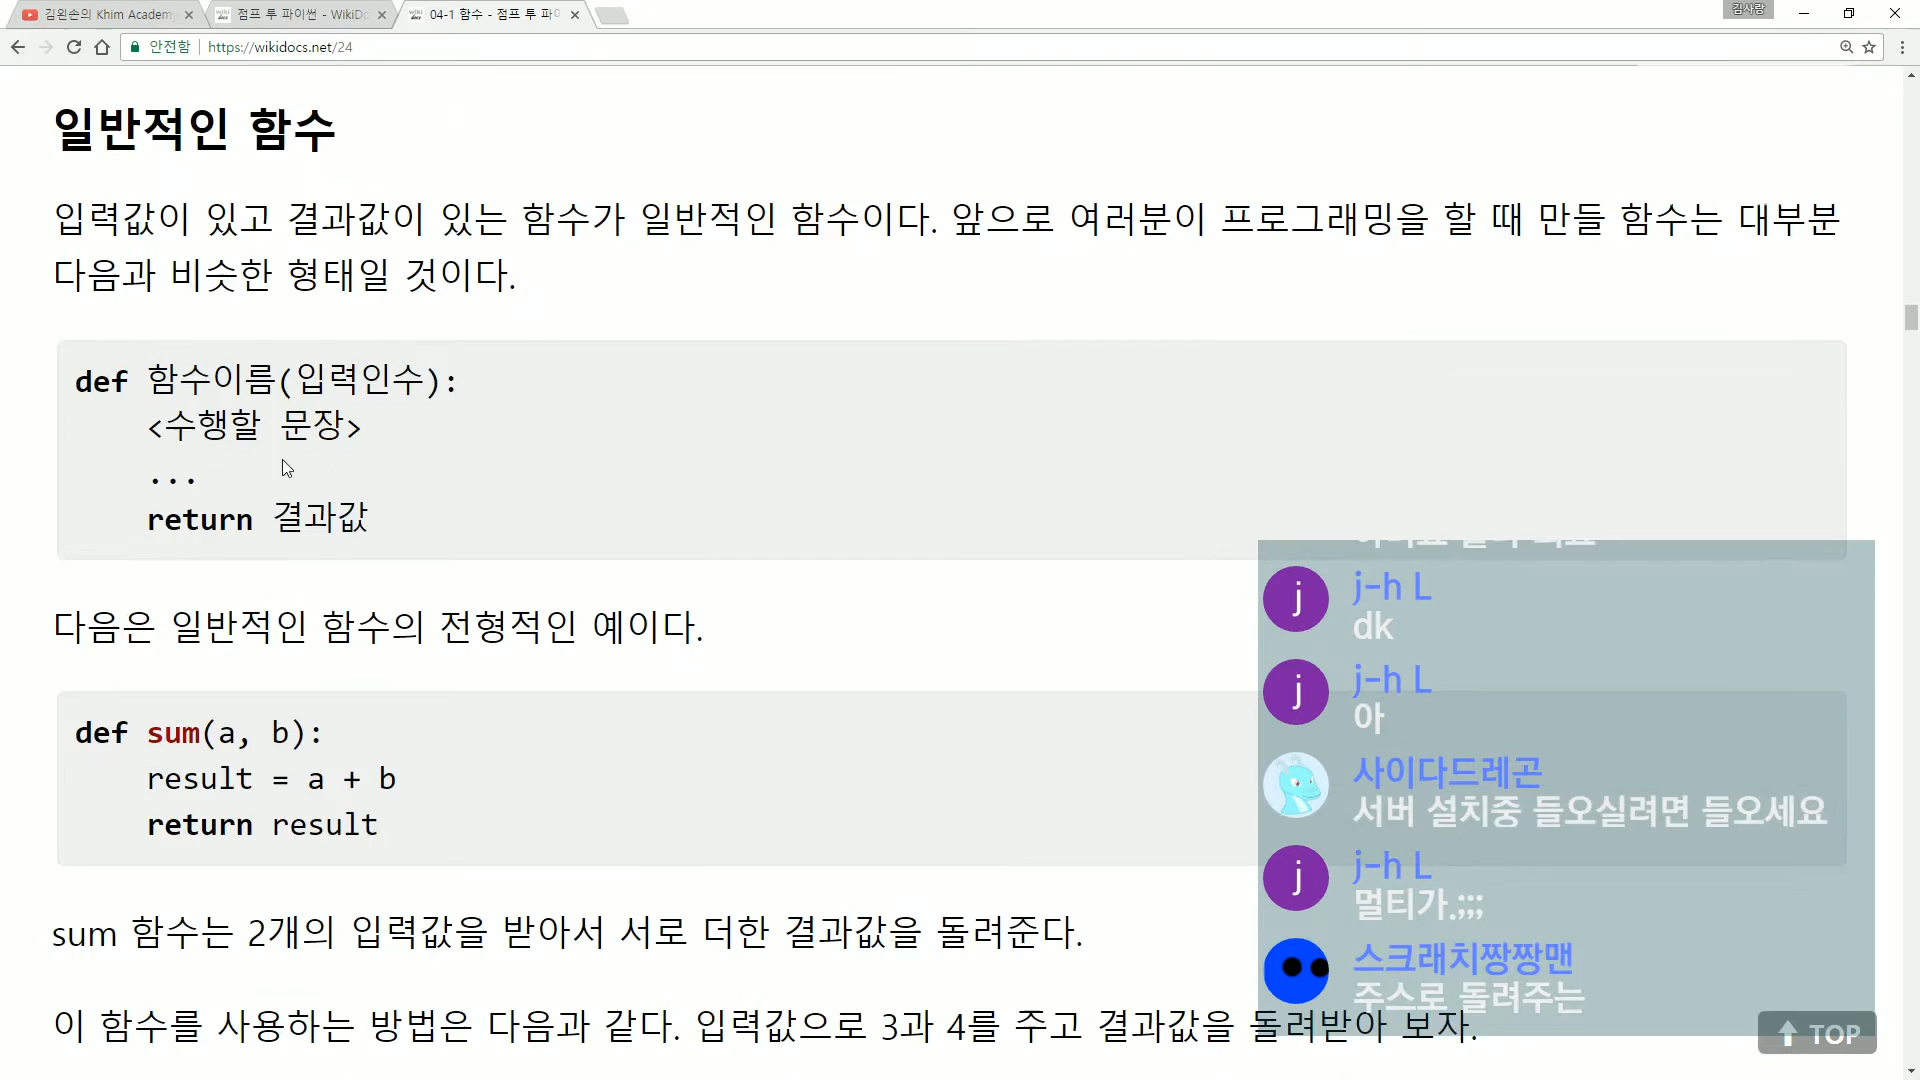 김왼손의 Khim Academy
점프 투 파이썬 - WikiDo
04-1 함수 - 점프 투 파이
김사랑
안전함 https://wikidocs.net/24
일반적인 함수
입력값이 있고 결과값이 있는 함수가 일반적인 함수이다. 앞으로 여러분이 프로그래밍을 할 때 만들 함수는 대부분
다음과 비슷한 형태일 것이다.
def 함수이름(입력인수):
<수행할 문장>
...
return 결과값
다음은 일반적인 함수의 전형적인 예이다.
def sum(a, b):
result = a + b
return result
sum 함수는 2개의 입력값을 받아서 서로 더한 결과값을 돌려준다.
이 함수를 사용하는 방법은 다음과 같다. 입력값으로 3과 4를 주고 결과값을 돌려받아 보자.
j
j-h L
dk
j
j-h L
아
사이다드레곤
서버 설치중 들오실려면 들오세요
j
j-h L
멀티가.;;;
스크래치짱짱맨
주스로 돌려주는
TOP